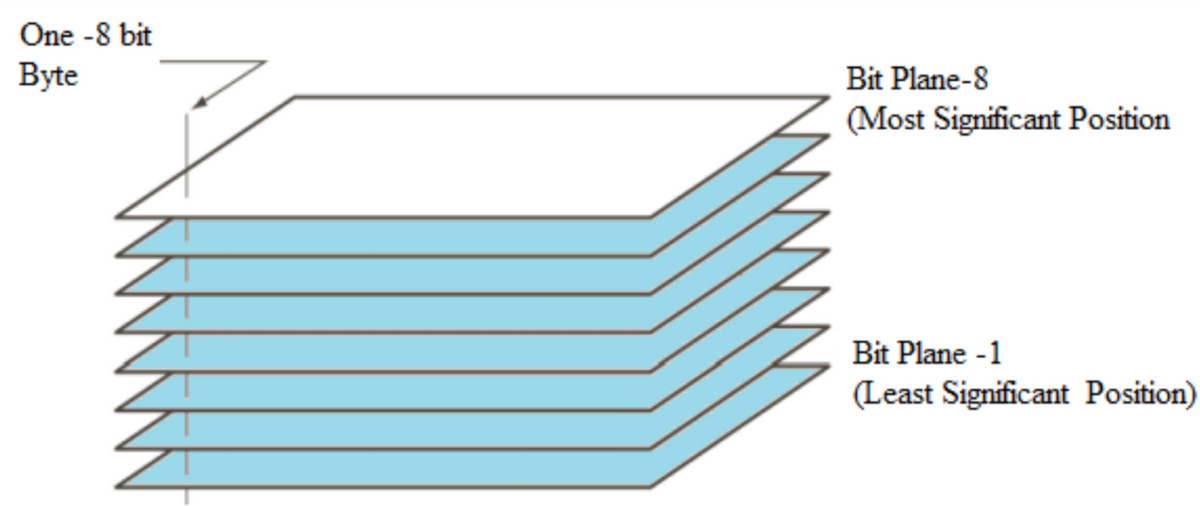 One -8 bit
Byte
Bit Plane-8
(Most Significant Position
Bit Plane -1
(Least Significant Position)